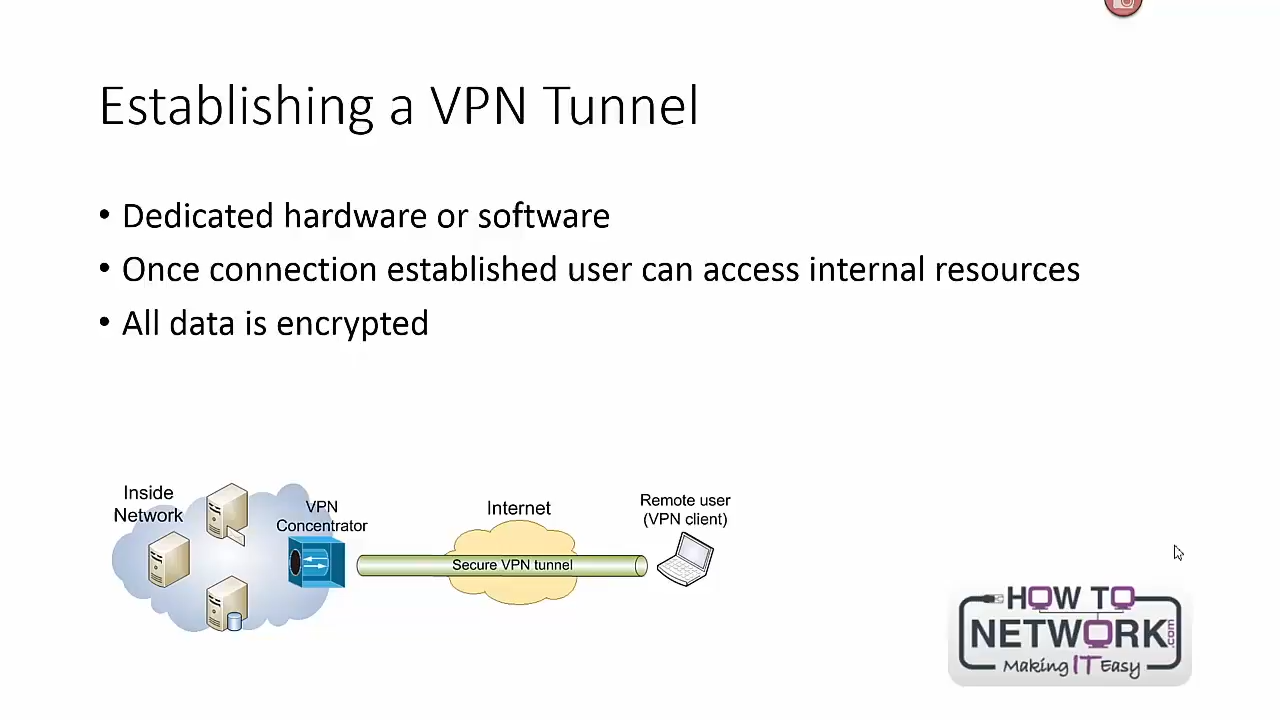 Establishing a VPN Tunnel
• Dedicated hardware or software
• Once connection established user can access internal resources
• All data is encrypted
Inside
Network
VPN
Concentrator
Internet
Secure VPN tunnel
Remote user
(VPN client)
HOW TO
NETWORK.com
Making IT Easy